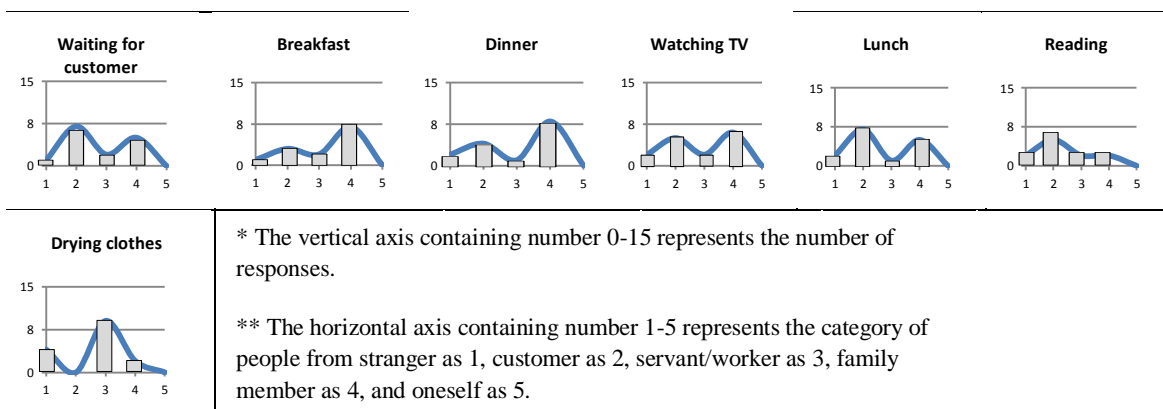 Waiting for
customer
15
8
0
1 2 3 4 5
Breakfast
15
8
0
1 2 3 4 5
Dinner
15
8
0
1 2 3 4 5
Watching TV
15
8
0
1 2 3 4 5
Lunch
15
8
0
1 2 3 4 5
Reading
15
8
0
1 2 3 4 5
Drying clothes
15
8
0
1 2 3 4 5
* The vertical axis containing number 0-15 represents the number of
responses.
** The horizontal axis containing number 1-5 represents the category of
people from stranger as 1, customer as 2, servant/worker as 3, family
member as 4, and oneself as 5.